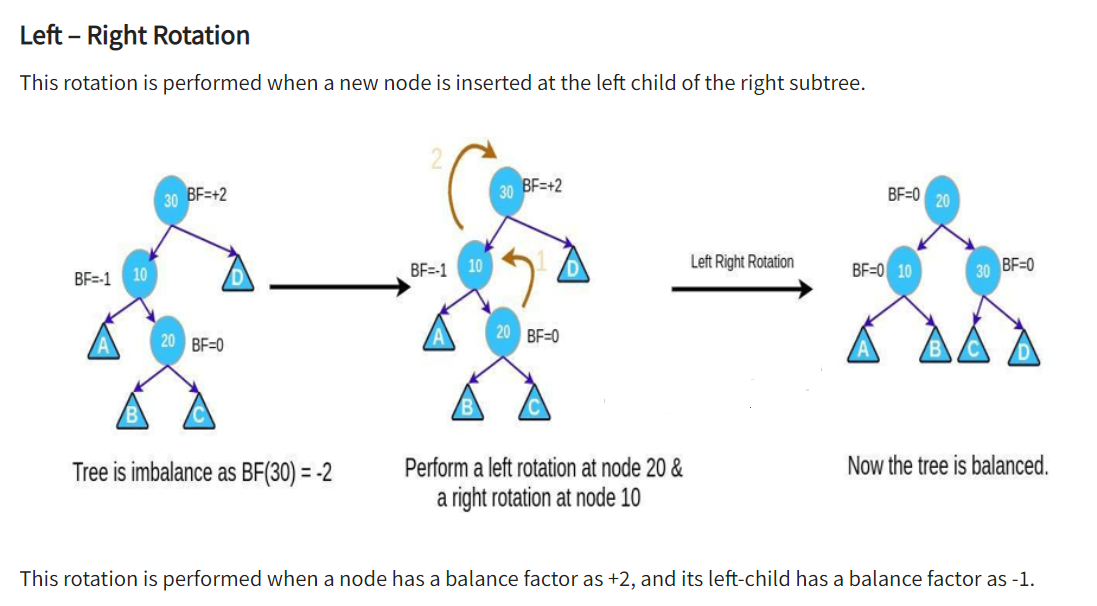 Left – Right Rotation
This rotation is performed when a new node is inserted at the left child of the right subtree.
30 BF=+2
BF=-1 10
D
A
20 BF=0
B
C
2
30 BF=+2
BF=-1 10
1
D
A
20 BF=0
B
C
Left Right Rotation
BF=0 20
BF=0 10
30 BF=0
A
B
C
D
Tree is imbalance as BF(30) = -2
Perform a left rotation at node 20 &
a right rotation at node 10
Now the tree is balanced.
This rotation is performed when a node has a balance factor as +2, and its left-child has a balance factor as -1.